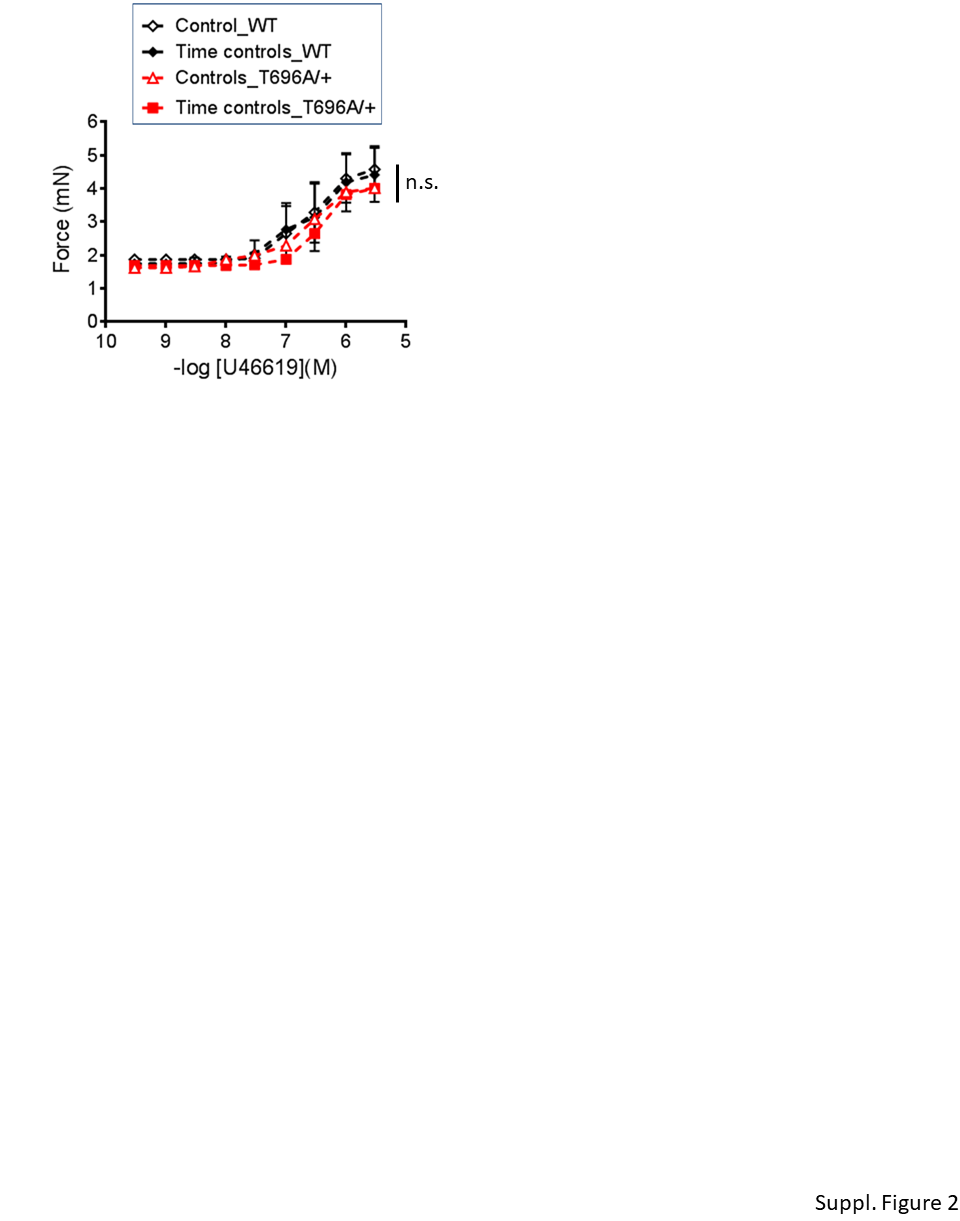 Control_WT
Time controls_WT
Controls_T696A/+
Time controls_T696A/+
6
5
4
3
2
1
0
Force (mN)
n.s.
10 9 8 7 6 5
-log [U46619](M)
Suppl. Figure 2